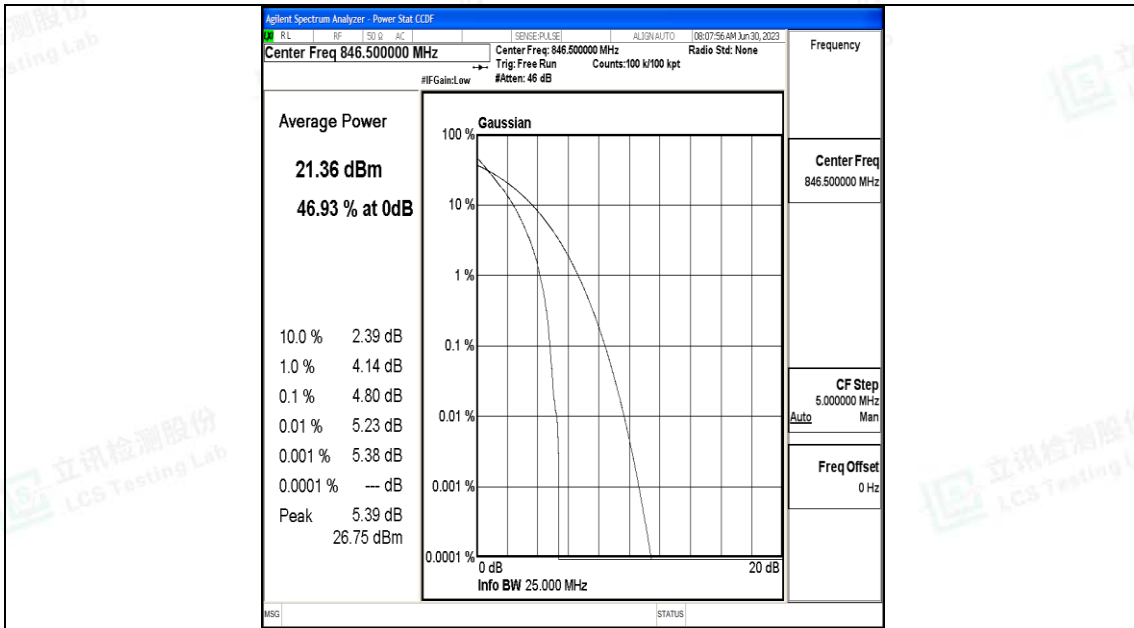 Agilent Spectrum Analyzer - Power Stat CCDF
RL RF 50 Ω AC SENSE:PULSE ALIGN AUTO 08:07:56 AM Jun 30, 2023
Center Freq 846.500000 MHz
Center Freq: 846.500000 MHz Radio Std: None
Trig: Free Run Counts:100 k/100 kpt
#IFGain:Low #Atten: 46 dB
Frequency
Average Power
21.36 dBm
46.93 % at 0dB
10.0 % 2.39 dB
1.0 % 4.14 dB
0.1 % 4.80 dB
0.01 % 5.23 dB
0.001 % 5.38 dB
0.0001 % --- dB
Peak 5.39 dB
26.75 dBm
Gaussian
100 %
10 %
1 %
0.1 %
0.01 %
0.001 %
0.0001 %
0 dB 20 dB
Info BW 25.000 MHz
Center Freq
846.500000 MHz
CF Step
5.000000 MHz
Auto Man
Freq Offset
0 Hz
MSG STATUS
立讯检测股份
LCS Testing Lab